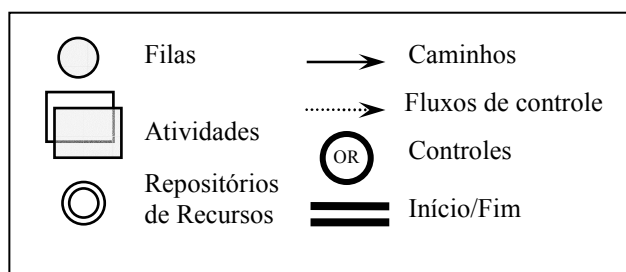 Filas
Caminhos
Fluxos de controle
Atividades
OR
Controles
Repositórios
de Recursos
Início/Fim